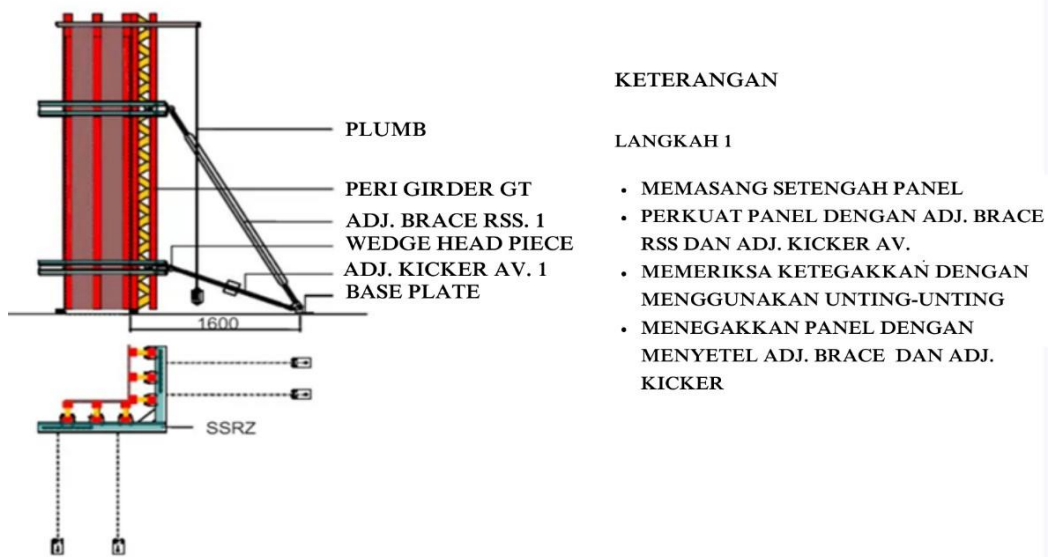 PLUMB
PERI GIRDER GT
ADJ. BRACE RSS. 1
WEDGE HEAD PIECE
ADJ. KICKER AV. 1
BASE PLATE
1600
SSRZ
KETERANGAN
LANGKAH 1
• MEMASANG SETENGAH PANEL
• PERKUAT PANEL DENGAN ADJ. BRACE
RSS DAN ADJ. KICKER AV.
• MEMERIKSA KETEGAKKAN DENGAN
MENGGUNAKAN UNTING-UNTING
• MENEGAKKAN PANEL DENGAN
MENYETEL ADJ. BRACE DAN ADJ.
KICKER